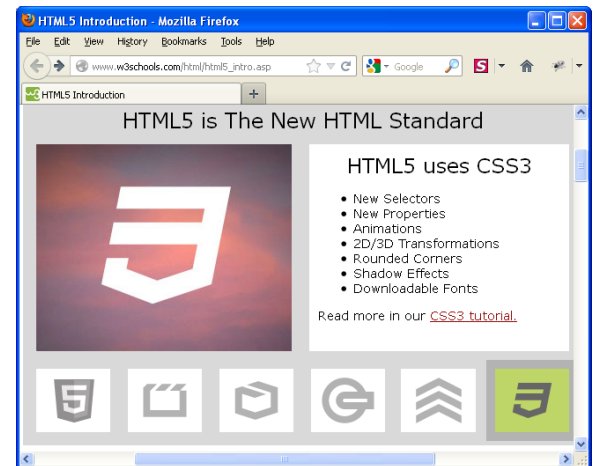 HTML5 Introduction - Mozilla Firefox
File Edit View History Bookmarks Tools Help
www.w3schools.com/html/html5_intro.asp
Google
S
HTML5 Introduction
HTML5 is The New HTML Standard
HTML5 uses CSS3
New Selectors
New Properties
Animations
2D/3D Transformations
Rounded Corners
Shadow Effects
Downloadable Fonts
Read more in our CSS3 tutorial.